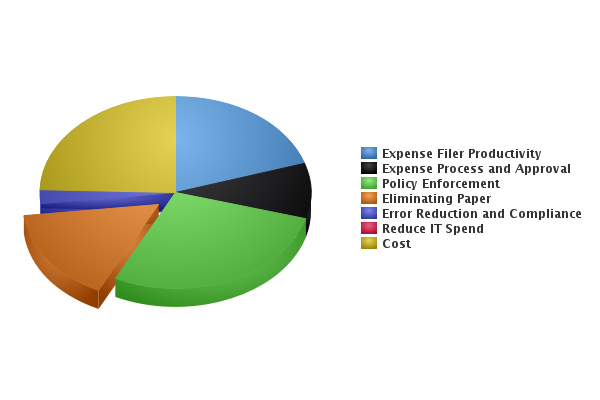 Expense Filer Productivity
Expense Process and Approval
Policy Enforcement
Eliminating Paper
Error Reduction and Compliance
Reduce IT Spend
Cost